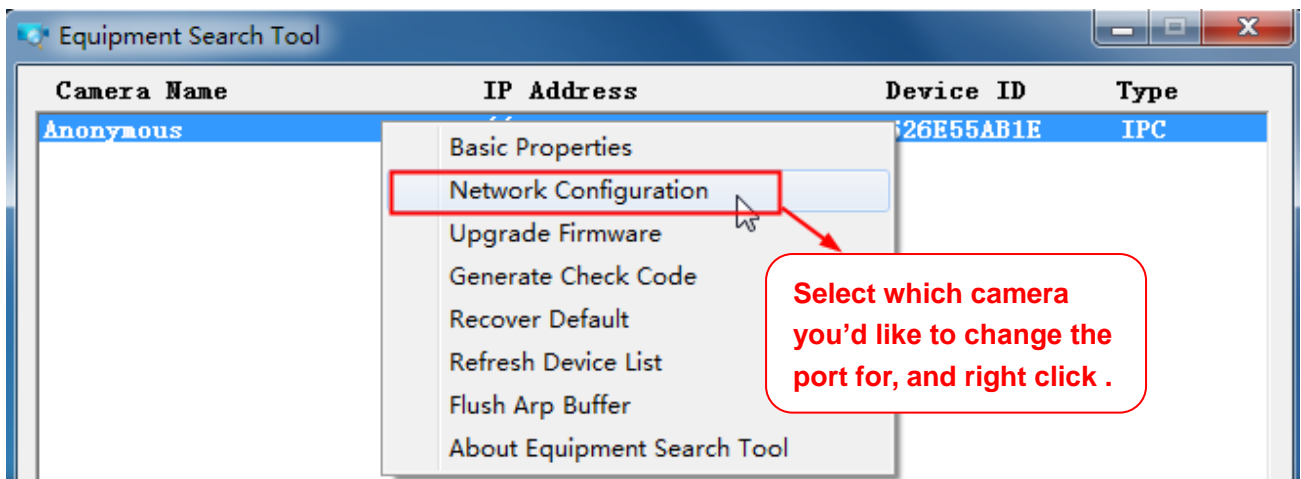 Equipment Search Tool
Camera Name IP Address Device ID Type
Anonymous 526E55AB1E IPC
Basic Properties
Network Configuration
Upgrade Firmware
Generate Check Code
Recover Default
Refresh Device List
Flush Arp Buffer
About Equipment Search Tool
Select which camera
you’d like to change the
port for, and right click .